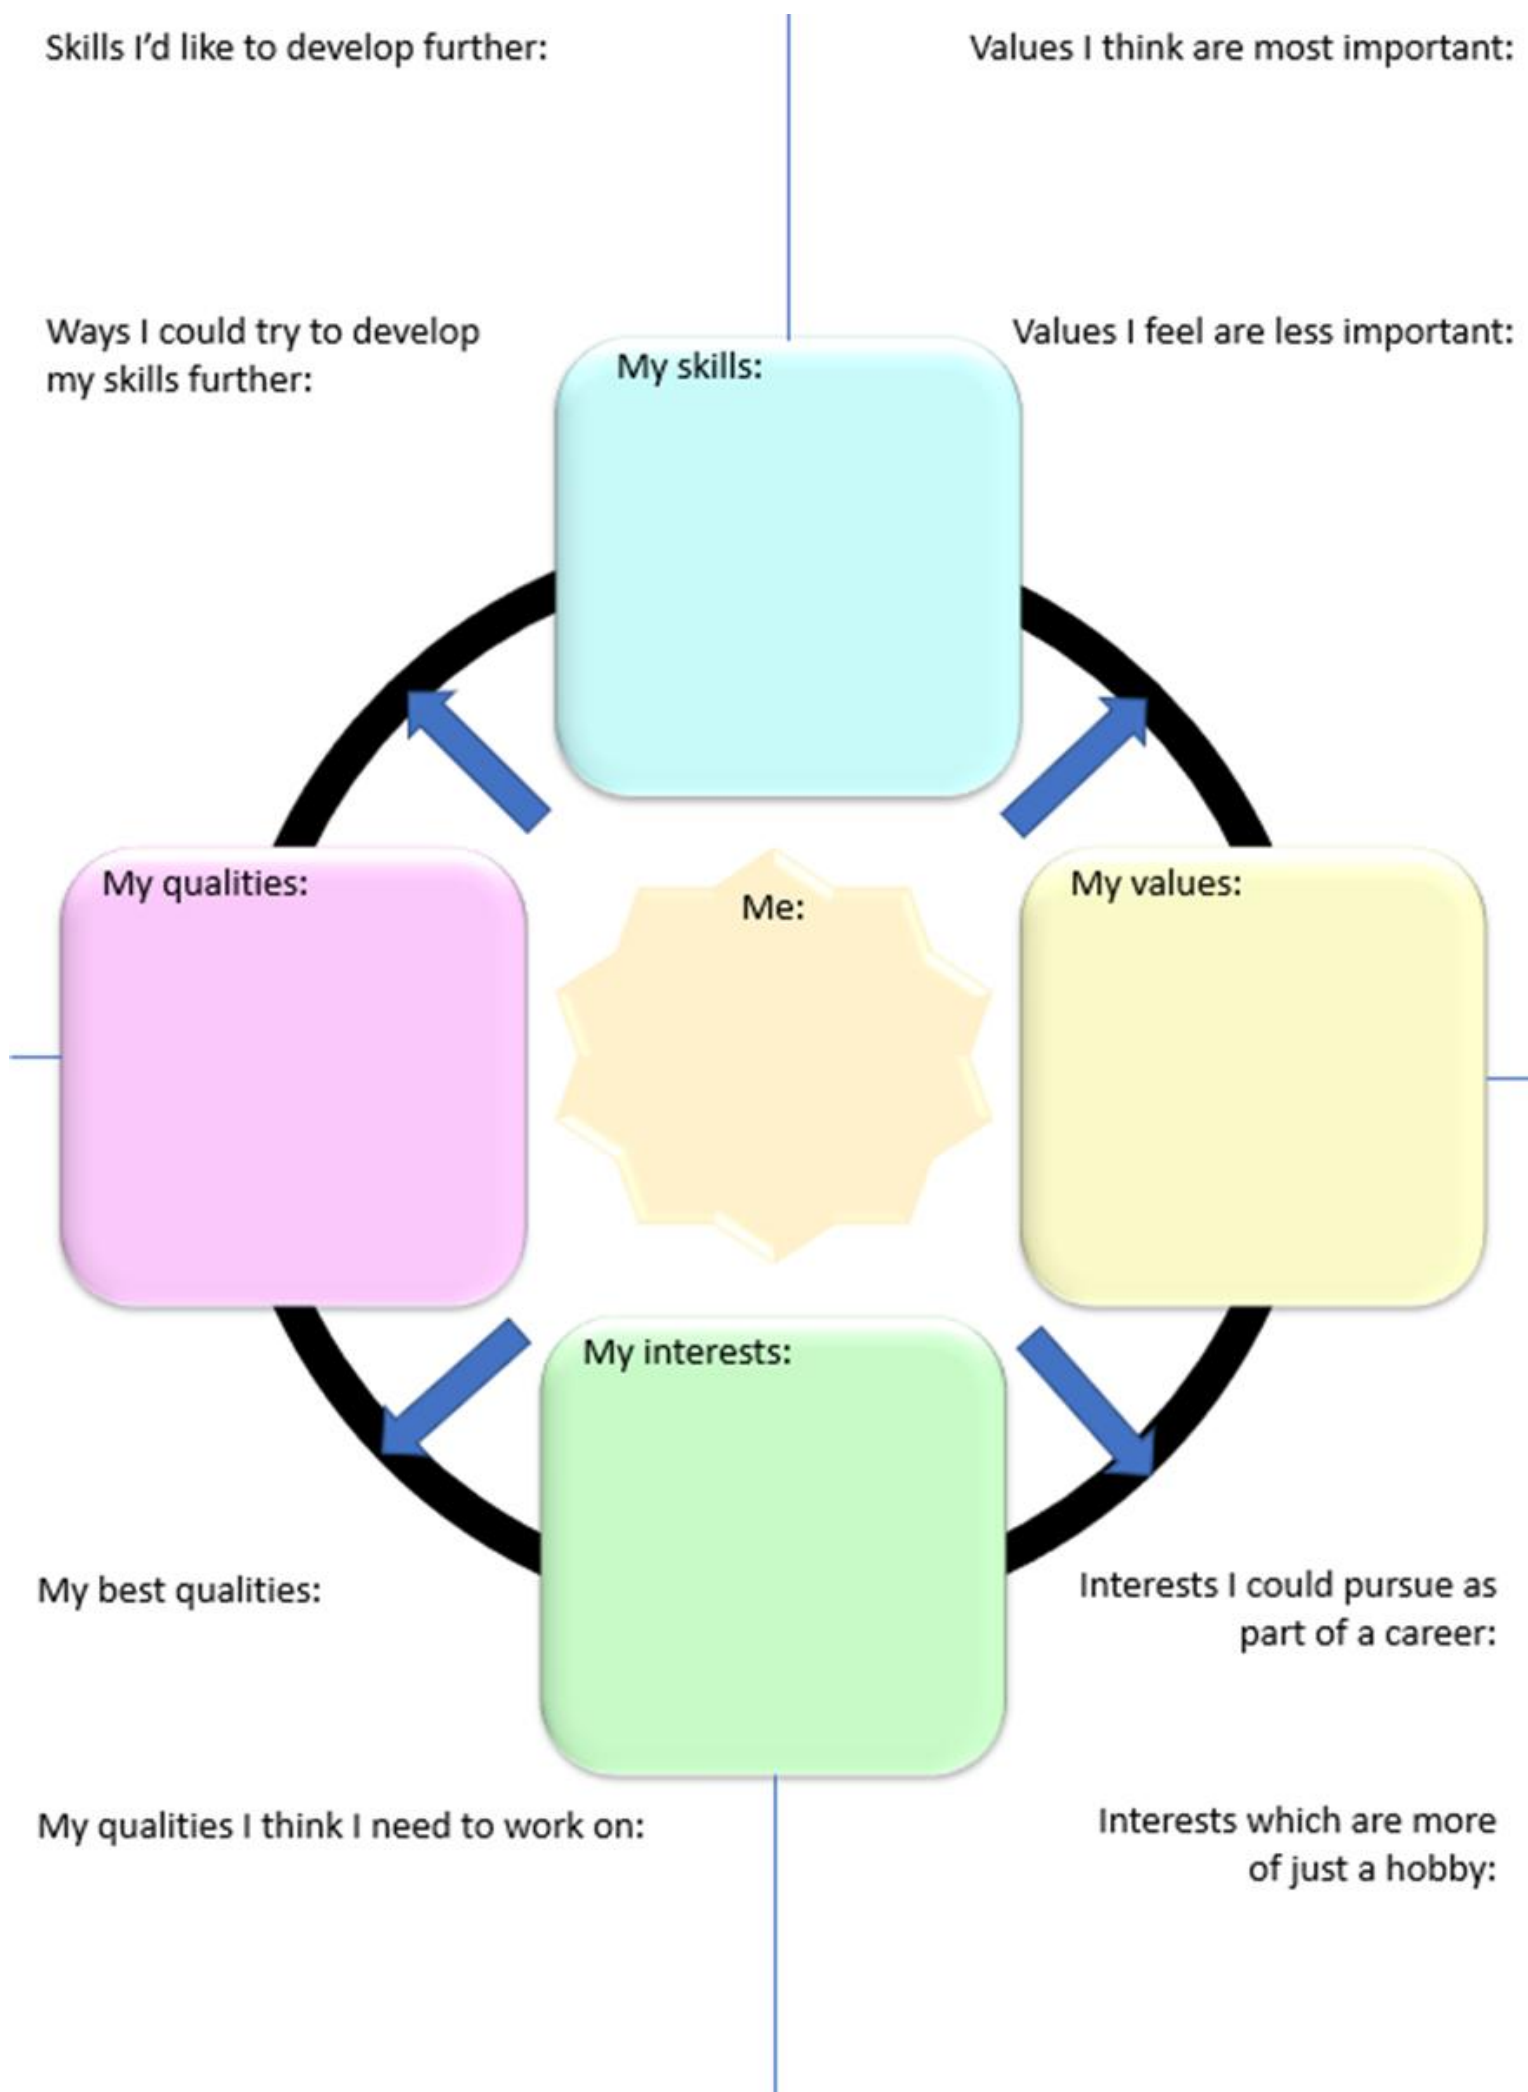 Skills I’d like to develop further:
Values I think are most important:
Ways I could try to develop
my skills further:
Values I feel are less important:
My skills:
My qualities:
Me:
My values:
My interests:
My best qualities:
Interests I could pursue as
part of a career:
My qualities I think I need to work on:
Interests which are more
of just a hobby: